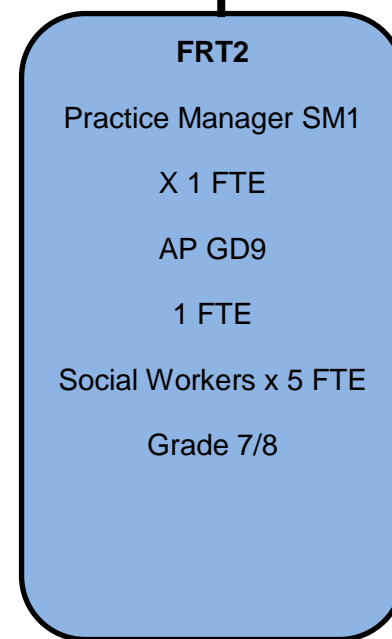 FRT2
Practice Manager SM1
X 1 FTE
AP GD9
1 FTE
Social Workers x 5 FTE
Grade 7/8